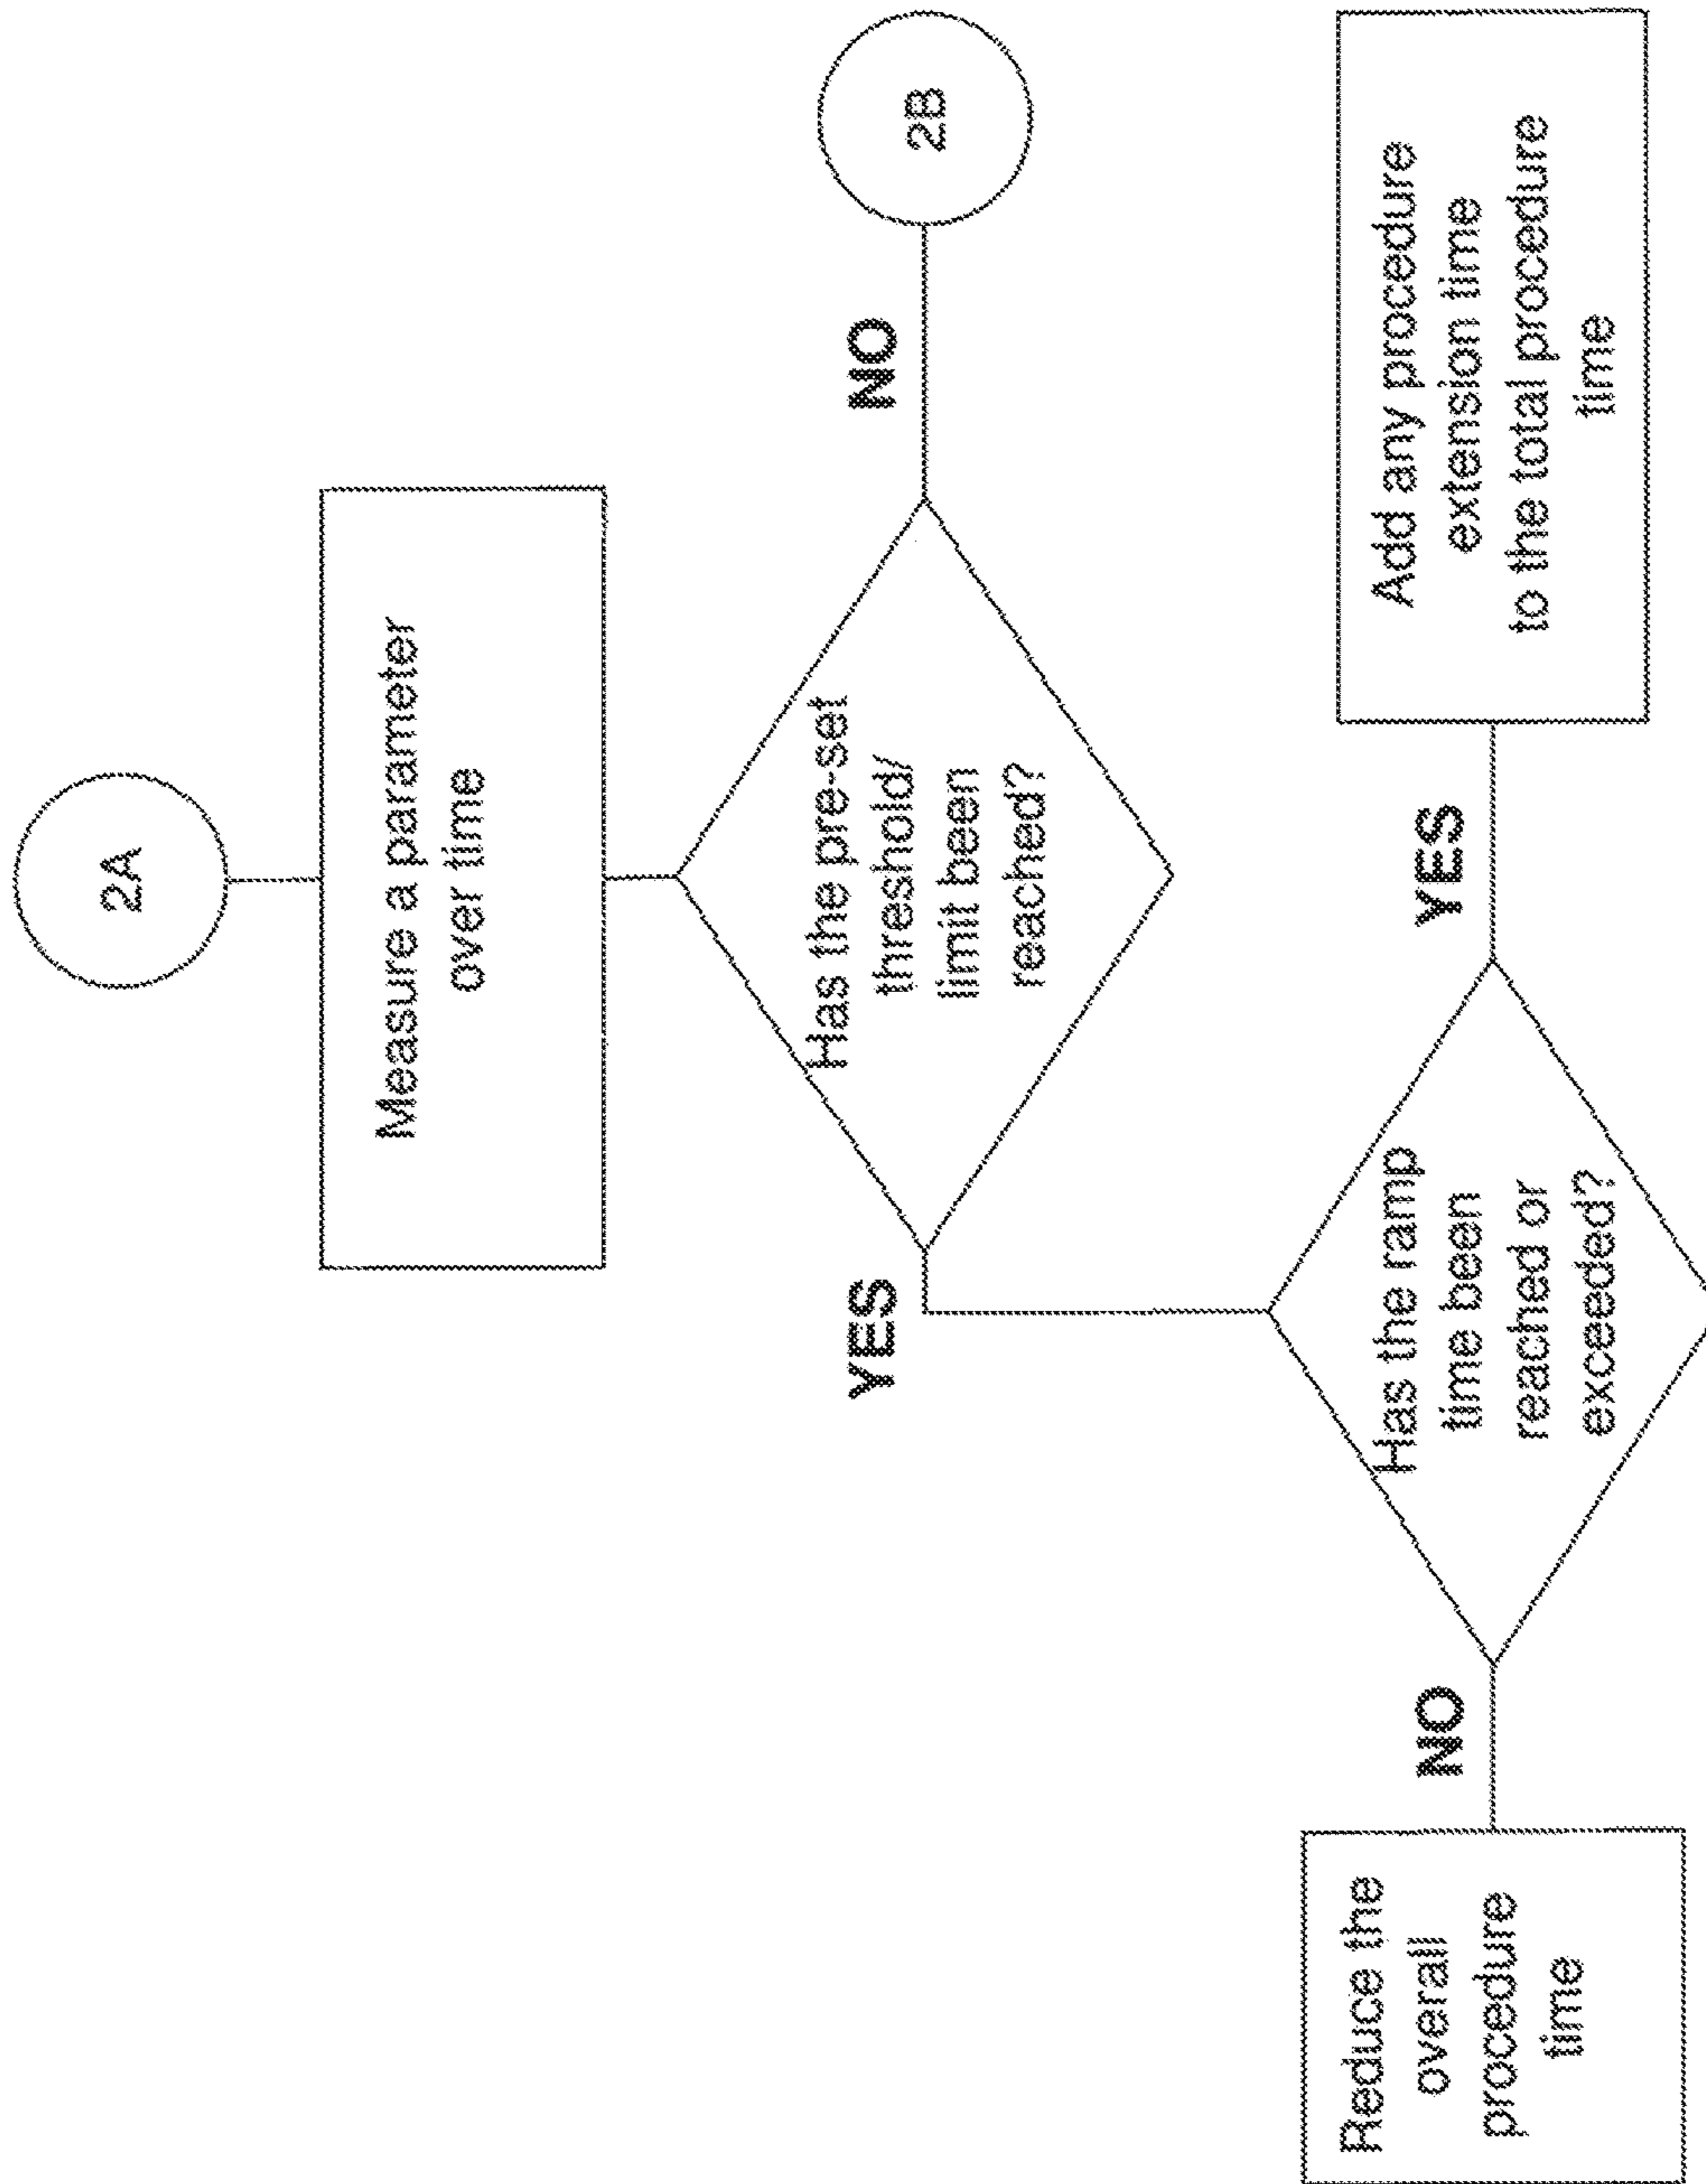 2A
Measure a parameter
over time
Has the pre-set
threshold/
limit been
reached?
NO
2B
YES
Has the ramp
time been
reached or
exceeded?
NO
Reduce the
overall
procedure
time
YES
Add any procedure
extension time
to the total procedure
time